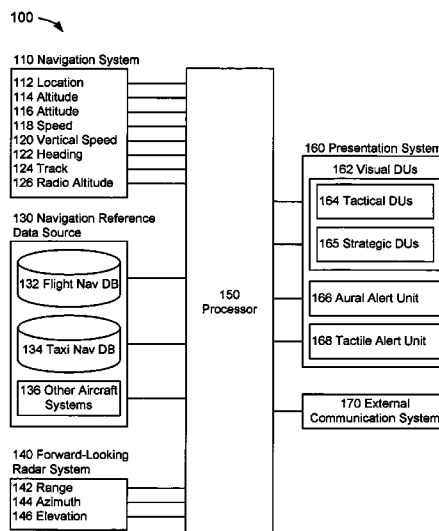 100
110 Navigation System
112 Location
114 Altitude
116 Attitude
118 Speed
120 Vertical Speed
122 Heading
124 Track
126 Radio Altitude
130 Navigation Reference
Data Source
132 Flight Nav DB
134 Taxi Nav DB
136 Other Aircraft
Systems
140 Forward-Looking
Radar System
142 Range
144 Azimuth
146 Elevation
150
Processor
160 Presentation System
162 Visual DUs
164 Tactical DUs
165 Strategic DUs
166 Aural Alert Unit
168 Tactile Alert Unit
170 External
Communication System